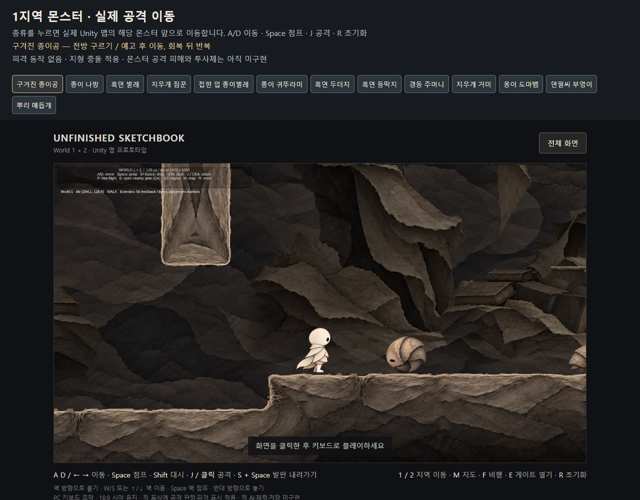 1지역 몬스터 · 실제 공격 이동
종류를 누르면 실제 Unity 맵의 해당 몬스터 앞으로 이동합니다. A/D 이동 · Space 점프 · J 공격 · R 초기화
구겨진 종이공 — 전방 구르기 / 예고 후 이동, 회복 뒤 반복
피격 동작 없음 · 지형 충돌 적용 · 몬스터 공격 피해와 투사체는 아직 미구현
구겨진 종이공 종이 나방 흑연 벌레 지우개 짐꾼 접힌 입 종이벌레 종이 귀뚜라미 흑연 두더지 흑연 등딱지 경등 주머니 지우개 거미 옹이 도마뱀 연필씨 부엉이
뿌리 매듭개
UNFINISHED SKETCHBOOK
World 1 + 2 · Unity 맵 프로토타입
전체 화면
화면을 클릭한 후 키보드로 플레이하세요
A D / ← → 이동 · Space 점프 · Shift 대시 · J / 클릭 공격 · S + Space 발판 내려가기
1 / 2 지역 이동 · M 지도 · F 비행 · E 게이트 열기 · R 초기화